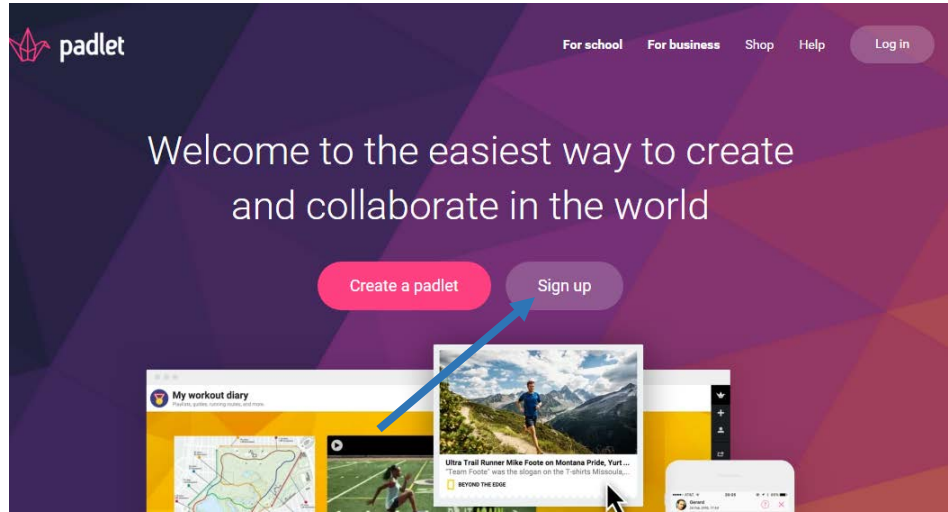 padlet
For school For business Shop Help Log in
Welcome to the easiest way to create
and collaborate in the world
Create a padlet Sign up
My workout diary
Ultra Trail Runner Mike Foote on Montana Pride, Yurt ...
"Team Foote" was the slogan on the T-shirts Missoula,...
BEYOND THE EDGE
Gerard